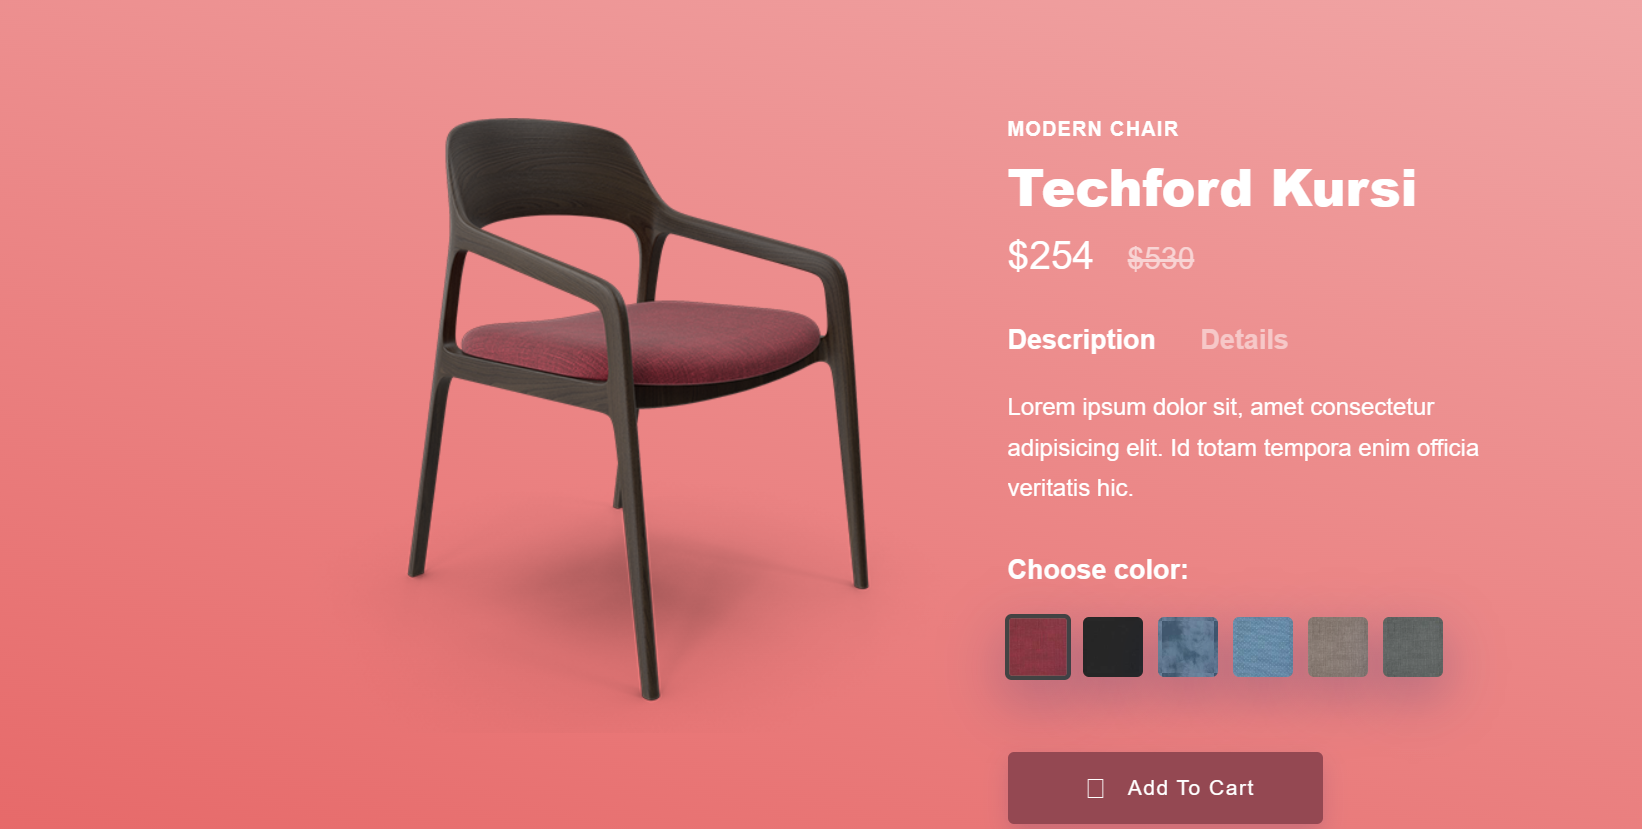 MODERN CHAIR
Techford Kursi
$254 $530
Description Details
Lorem ipsum dolor sit, amet consectetur
adipisicing elit. Id totam tempora enim officia
veritatis hic.
Choose color:
Add To Cart